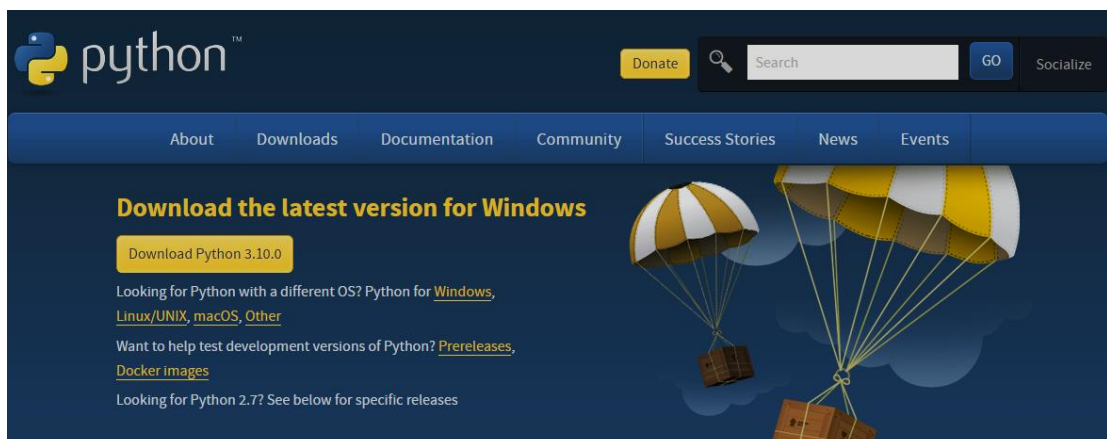 python™
Donate
Search
GO
Socialize
About Downloads Documentation Community Success Stories News Events
Download the latest version for Windows
Download Python 3.10.0
Looking for Python with a different OS? Python for Windows,
Linux/UNIX, macOS, Other
Want to help test development versions of Python? Prereleases,
Docker images
Looking for Python 2.7? See below for specific releases